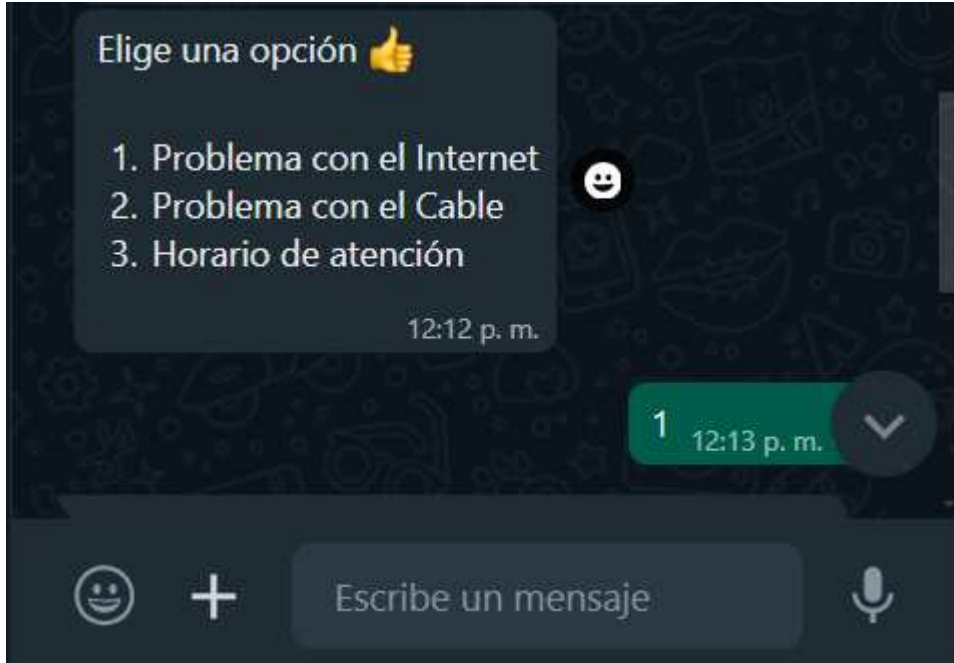 Elige una opción 👍
1. Problema con el Internet
2. Problema con el Cable
3. Horario de atención
12:12 p. m.
1
12:13 p. m.
Escribe un mensaje